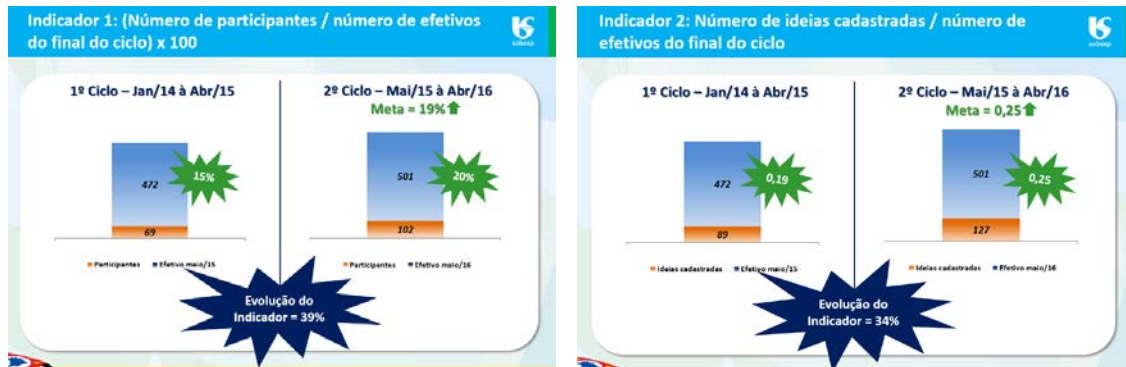 Indicador 1: (Número de participantes / número de efetivos
do final do ciclo) x 100
sabesp
1º Ciclo – Jan/14 à Abr/15
2º Ciclo – Mai/15 à Abr/16
Meta = 19%
472
15%
69
501
20%
102
Participantes Efetivo maio/15
Participantes Efetivo maio/16
Evolução do
Indicador = 39%
Indicador 2: Número de ideias cadastradas / número de
efetivos do final do ciclo
sabesp
1º Ciclo – Jan/14 à Abr/15
2º Ciclo – Mai/15 à Abr/16
Meta = 0,25
472
0,19
89
501
0,25
127
Ideias cadastradas Efetivo maio/15
Ideias cadastradas Efetivo maio/16
Evolução do
Indicador = 34%